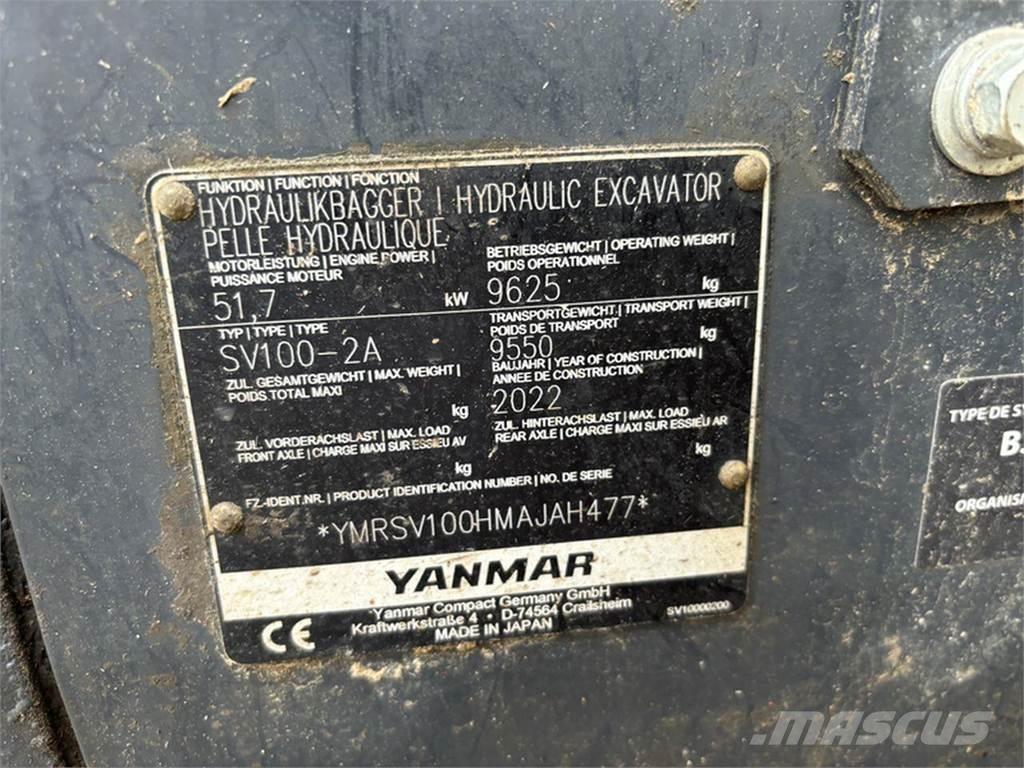 FUNKTION | FUNCTION | FONCTION
HYDRAULIKBAGGER | HYDRAULIC EXCAVATOR
PELLE HYDRAULIQUE
MOTORLEISTUNG | ENGINE POWER |
PUISSANCE MOTEUR
51,7 kW
BETRIEBSGEWICHT | OPERATING WEIGHT |
POIDS OPERATIONNEL
9625 kg
TYP | TYPE | TYPE
SV100-2A
TRANSPORTGEWICHT | TRANSPORT WEIGHT |
POIDS DE TRANSPORT
9550 kg
ZUL. GESAMTGEWICHT | MAX. WEIGHT |
POIDS TOTAL MAXI
kg
BAUJAHR | YEAR OF CONSTRUCTION |
ANNEE DE CONSTRUCTION
2022
ZUL. VORDERACHSLAST | MAX. LOAD
FRONT AXLE | CHARGE MAXI SUR ESSIEU AV
kg
ZUL. HINTERACHSLAST | MAX. LOAD
REAR AXLE | CHARGE MAXI SUR ESSIEU AR
kg
FZ.-IDENT.NR. | PRODUCT IDENTIFICATION NUMBER | NO. DE SERIE
*YMRSV100HMAJAH477*
YANMAR
Yanmar Compact Germany GmbH
Kraftwerkstraße 4 • D-74564 Crailsheim
MADE IN JAPAN
SV10000200
CE
TYPE DE
ORGANIS
MASCUS